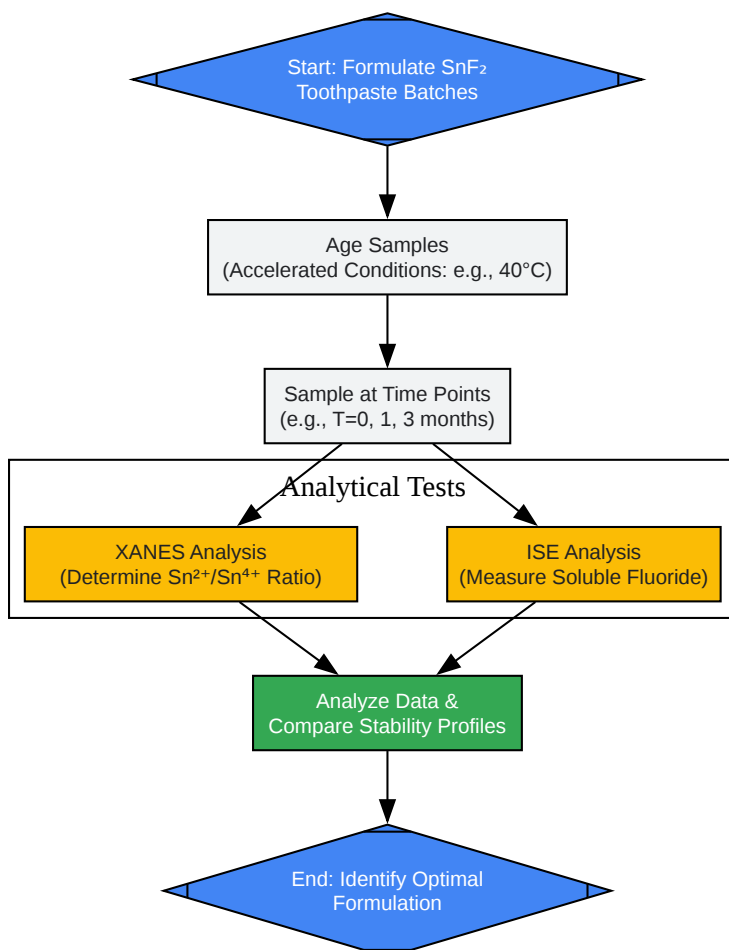 Start: Formulate SnF₂
Toothpaste Batches
Age Samples
(Accelerated Conditions: e.g., 40°C)
Sample at Time Points
(e.g., T=0, 1, 3 months)
Analytical Tests
XANES Analysis
(Determine Sn²⁺/Sn⁴⁺ Ratio)
ISE Analysis
(Measure Soluble Fluoride)
Analyze Data &
Compare Stability Profiles
End: Identify Optimal
Formulation